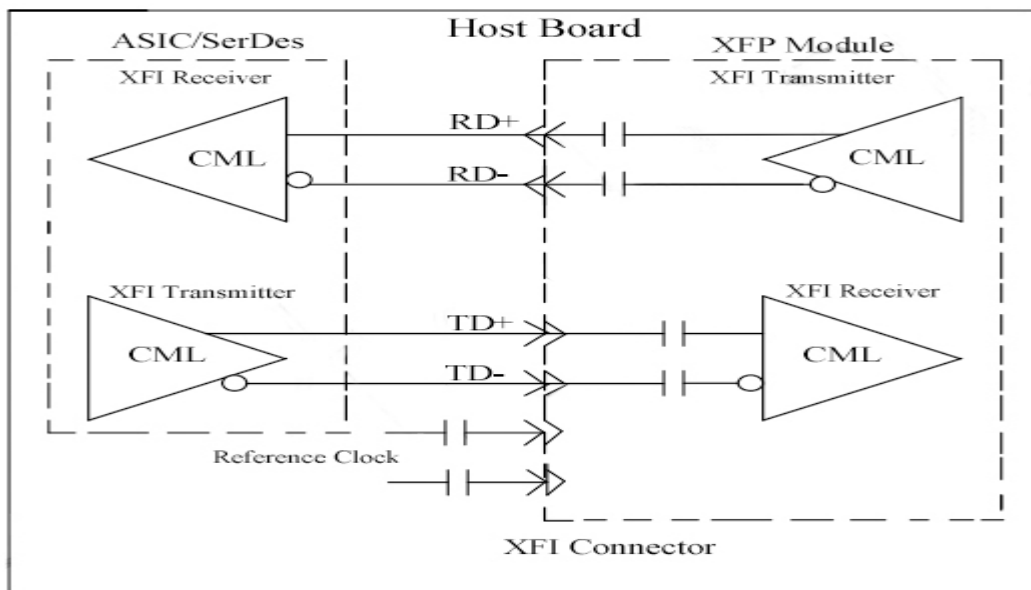 Host Board
ASIC/SerDes
XFP Module
XFI Receiver
XFI Transmitter
RD+
CML
CML
RD-
XFI Transmitter
XFI Receiver
TD+
CML
CML
TD-
Reference Clock
XFI Connector